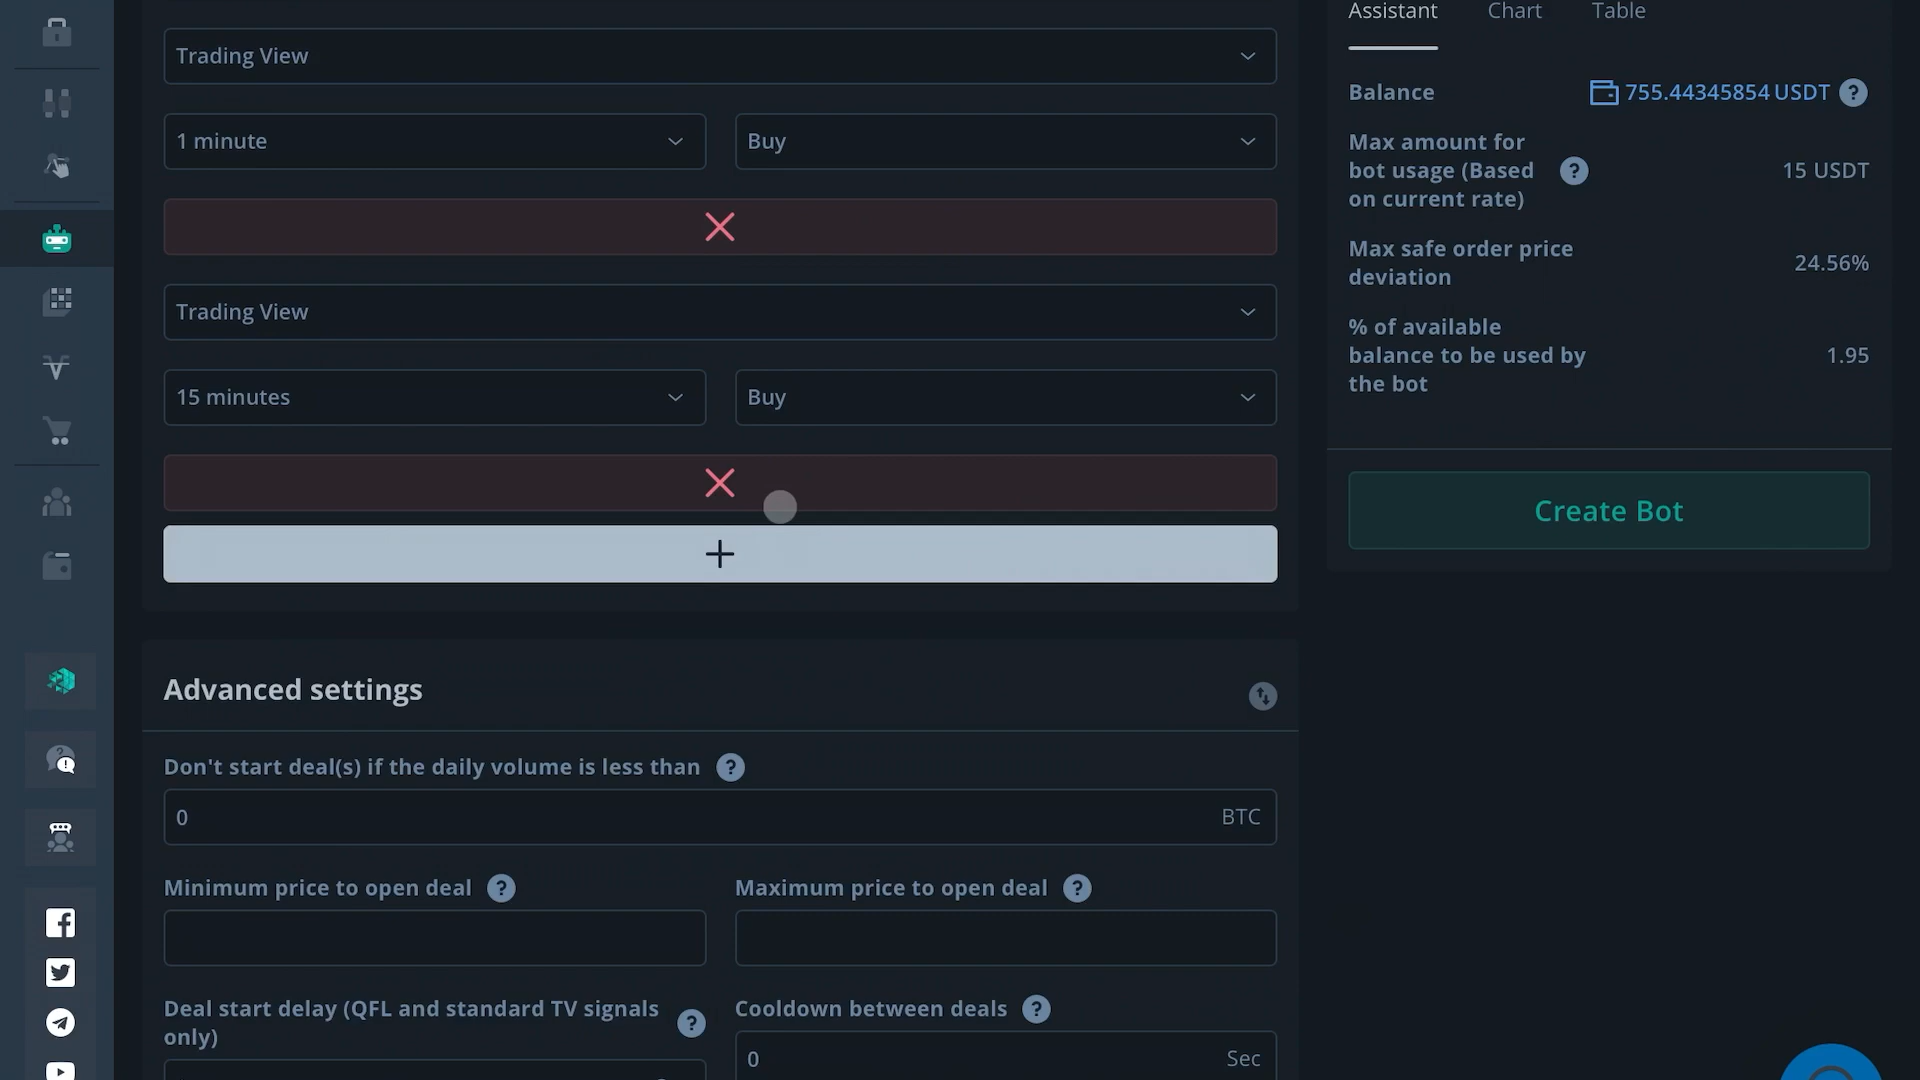 Trading View
1 minute
Buy
Trading View
15 minutes
Buy
Advanced settings
Don't start deal(s) if the daily volume is less than
0
BTC
Minimum price to open deal
Maximum price to open deal
Deal start delay (QFL and standard TV signals
only)
Cooldown between deals
0
Sec
Assistant
Chart
Table
Balance
755.44345854 USDT
Max amount for
bot usage (Based
on current rate)
15 USDT
Max safe order price
deviation
24.56%
% of available
balance to be used by
the bot
1.95
Create Bot